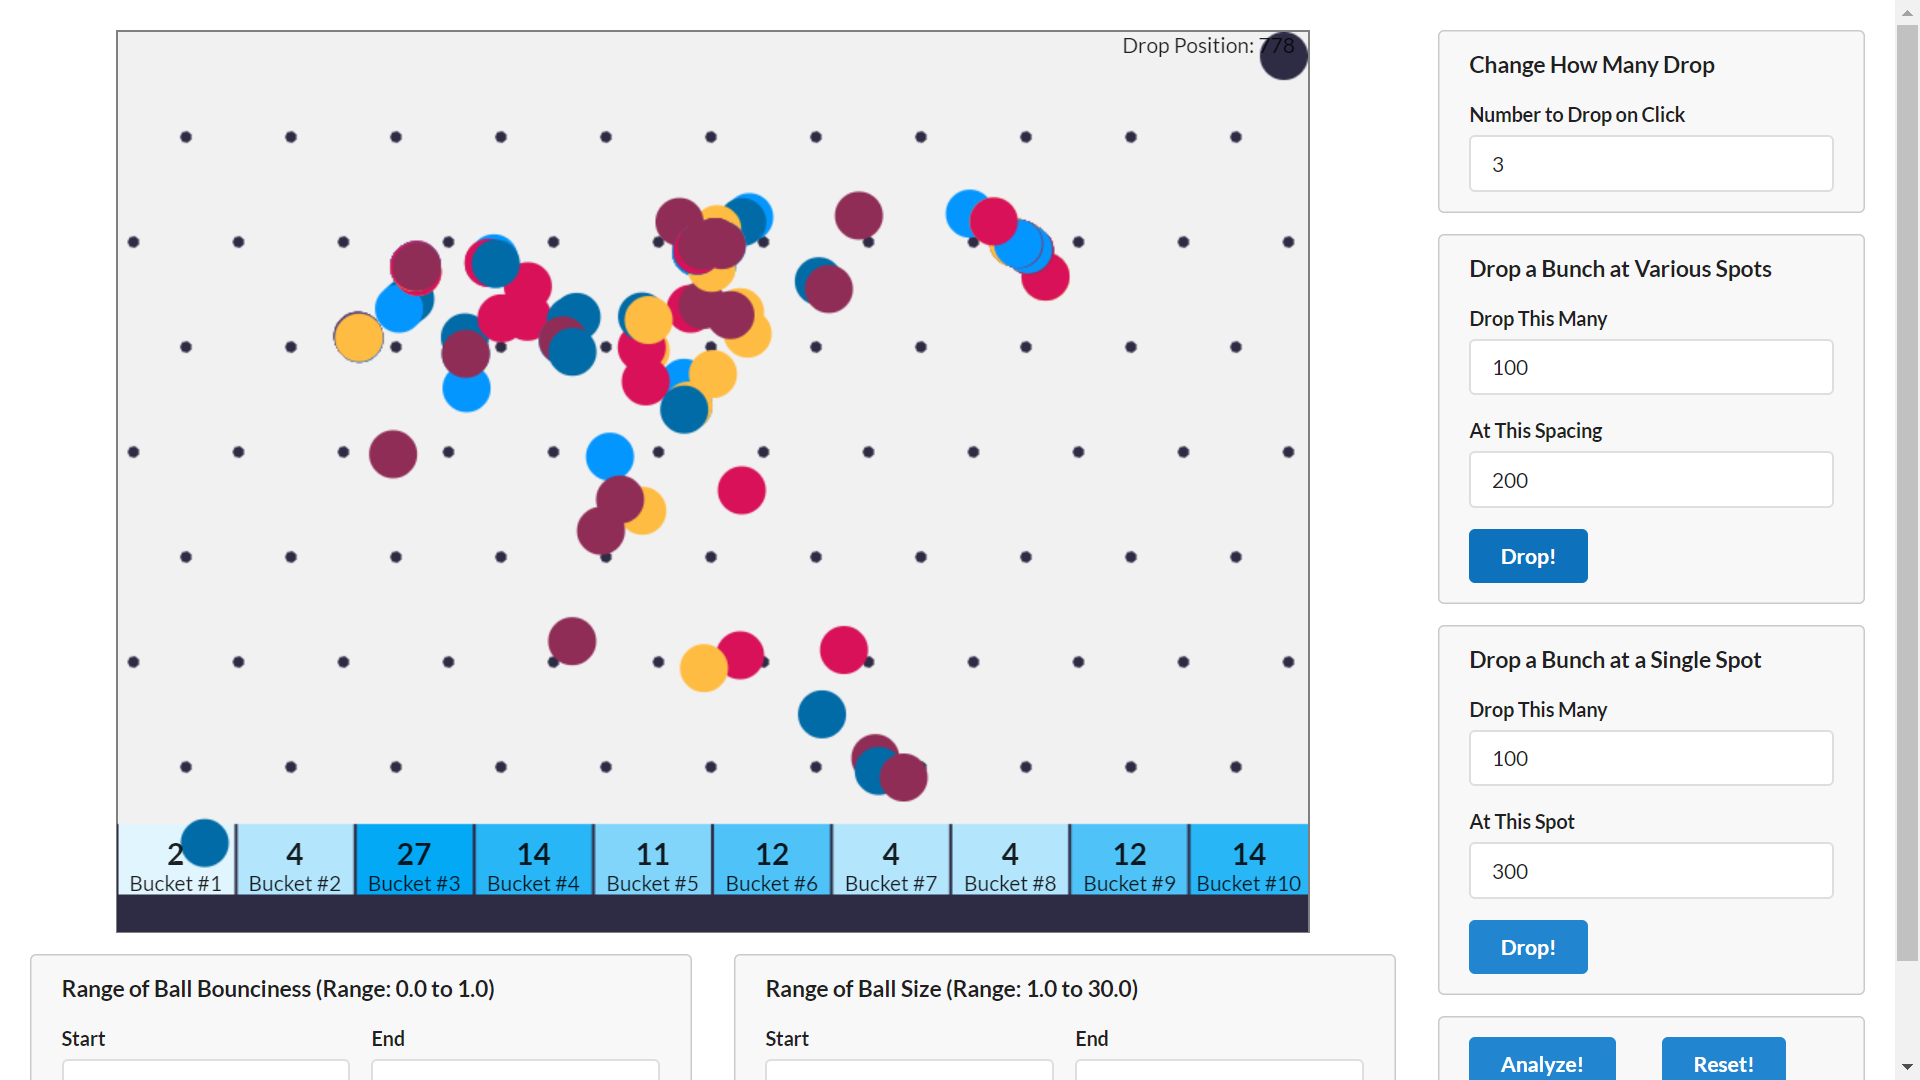 Drop Position: 778
2 4 27 14 11 12 4 4 12 14
Bucket #1 Bucket #2 Bucket #3 Bucket #4 Bucket #5 Bucket #6 Bucket #7 Bucket #8 Bucket #9 Bucket #10
Range of Ball Bounciness (Range: 0.0 to 1.0)
Start End
Range of Ball Size (Range: 1.0 to 30.0)
Start End
Change How Many Drop
Number to Drop on Click
3
Drop a Bunch at Various Spots
Drop This Many
100
At This Spacing
200
Drop!
Drop a Bunch at a Single Spot
Drop This Many
100
At This Spot
300
Drop!
Analyze! Reset!